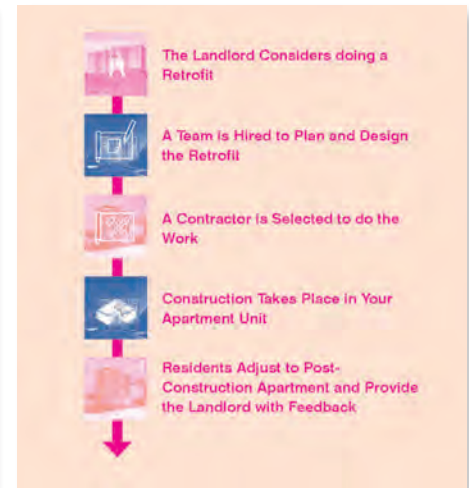 The Landlord Considers doing a
Retrofit
A Team is Hired to Plan and Design
the Retrofit
A Contractor is Selected to do the
Work
Construction Takes Place in Your
Apartment Unit
Residents Adjust to Post-
Construction Apartment and Provide
the Landlord with Feedback